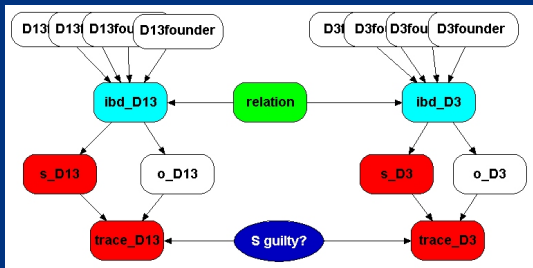 D13founder D3founder
ibd_D13 relation ibd_D3
s_D13 o_D13 s_D3 o_D3
trace_D13 S guilty? trace_D3